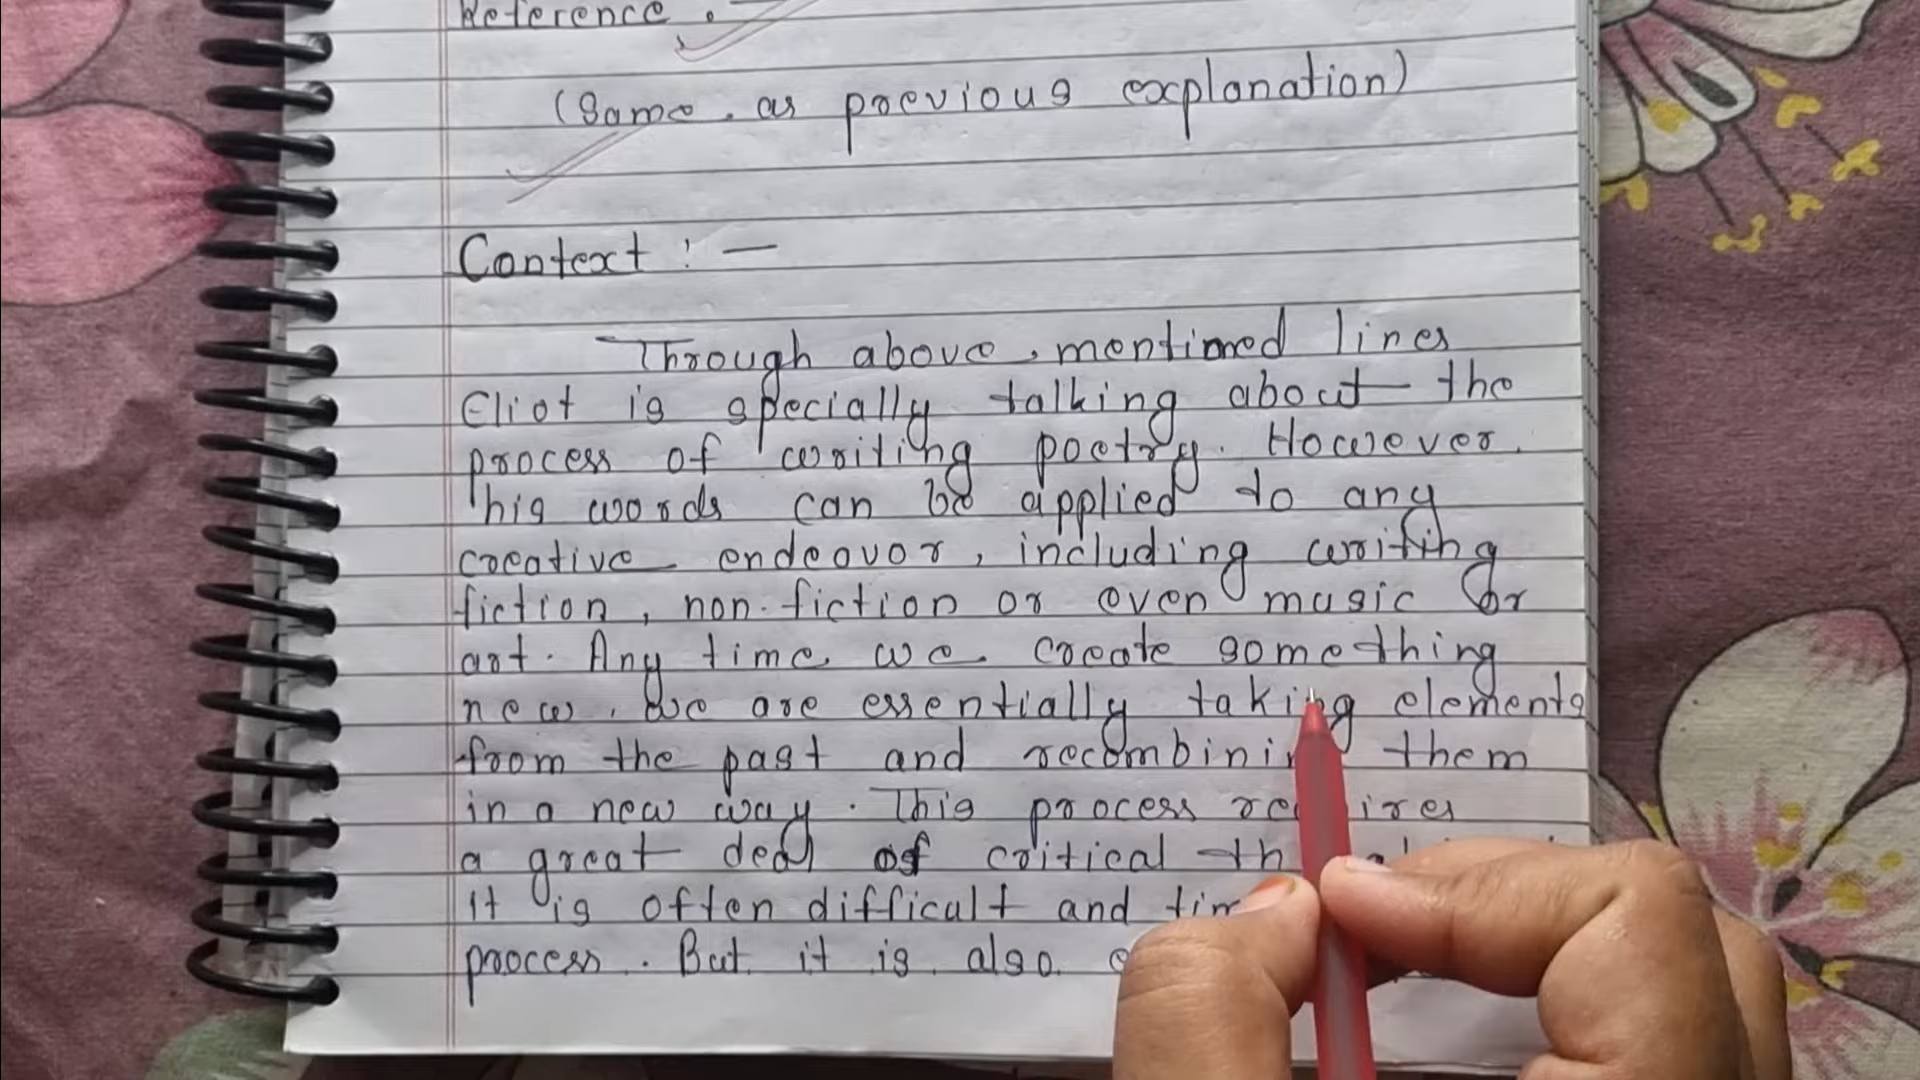 Reference :-
(Same as previous explanation)
Context :-
Through above mentioned lines
Eliot is specially talking about the
process of writing poetry. However
his words can be applied to any
creative endeavor, including writing
fiction, non-fiction or even music or
art. Any time we create something
new, we are essentially taking elements
from the past and recombining them
in a new way. This process requires
a great deal of critical
it is often difficult and
process. But it is also